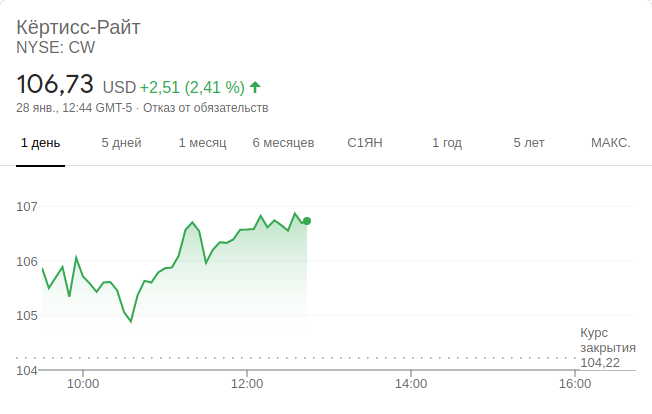 Кёртисс-Райт
NYSE: CW
106,73 USD +2,51 (2,41 %)
28 янв., 12:44 GMT-5 · Отказ от обязательств
1 день 5 дней 1 месяц 6 месяцев С1ЯН 1 год 5 лет МАКС.
107
106
105
Курс
закрытия
104,22
104
10:00 12:00 14:00 16:00